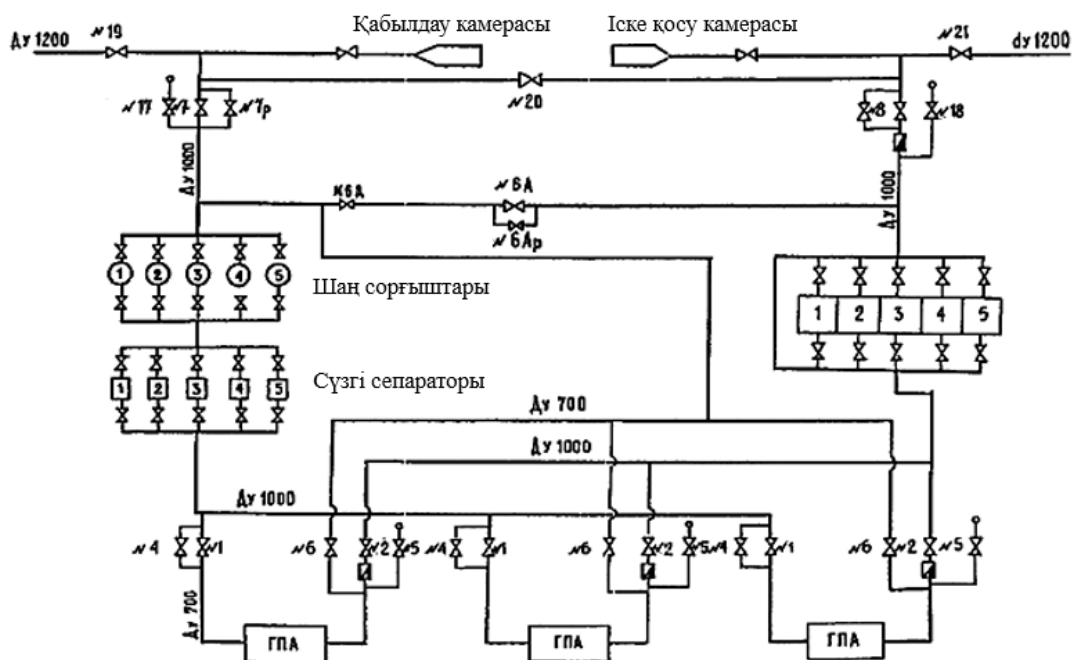 Ду 1200
№19
Қабылдау камерасы
Іске қосу камерасы
№21
dу 1200
№20
№17
№7
№7р
№8
№18
Ду 1000
Ду 1000
№6Д
№6А
№6Ар
1 2 3 4 5
Шаң сорғыштары
1 2 3 4 5
1 2 3 4 5
Сүзгі сепараторы
Ду 700
Ду 1000
Ду 1000
№4 №1 №6 №2 №5 №4 №1 №6 №2 №5 №4 №1 №6 №2 №5
Ду 700
ГПА ГПА ГПА